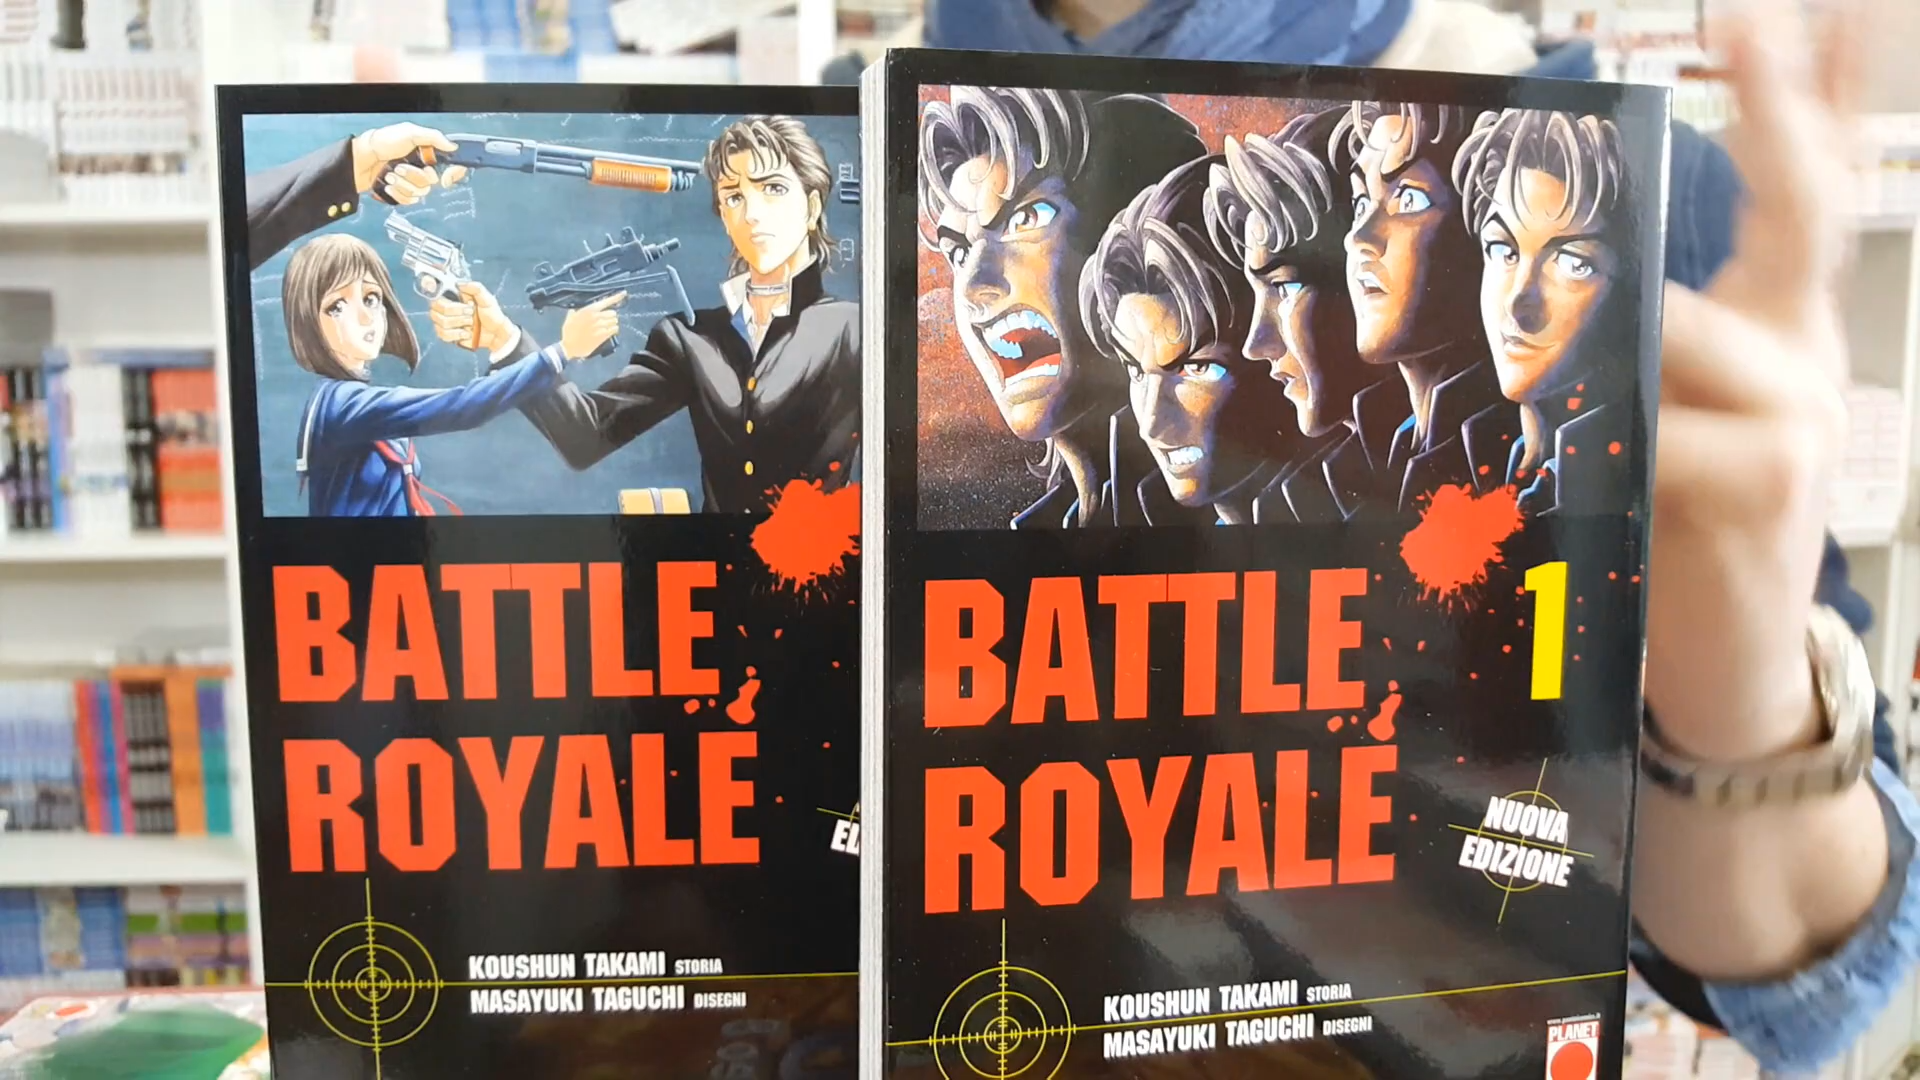 BATTLE
ROYALE
KOUSHUN TAKAMI STORIA
MASAYUKI TAGUCHI DISEGNI
BATTLE
ROYALE
1
NUOVA
EDIZIONE
KOUSHUN TAKAMI STORIA
MASAYUKI TAGUCHI DISEGNI
PLANET